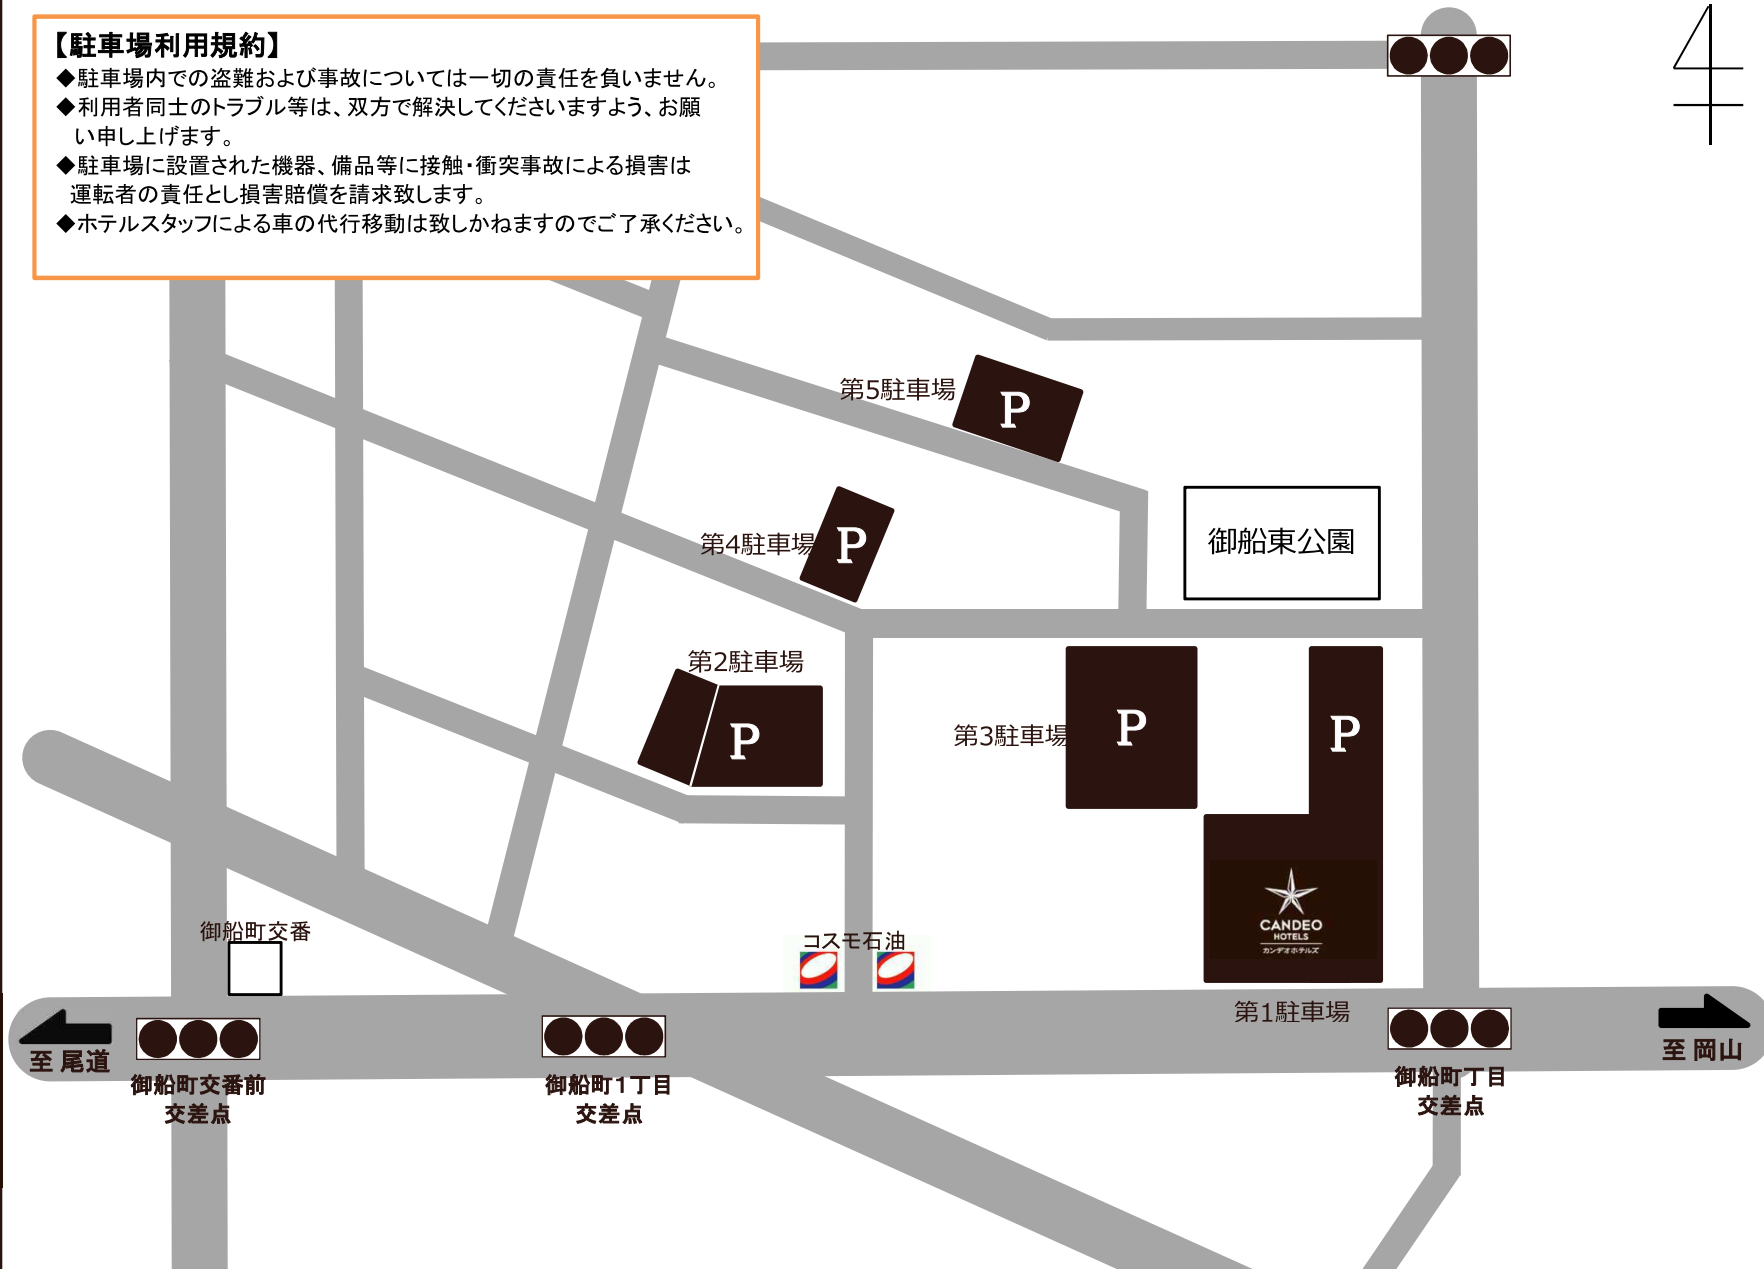 【駐車場利用規約】
◆駐車場内での盗難および事故については一切の責任を負いません。
◆利用者同士のトラブル等は、双方で解決してくださいますよう、お願
い申し上げます。
◆駐車場に設置された機器、備品等に接触・衝突事故による損害は
運転者の責任とし損害賠償を請求致します。
◆ホテルスタッフによる車の代行移動は致しかねますのでご了承ください。
第5駐車場
P
第4駐車場
P
御船東公園
第2駐車場
P
第3駐車場
P
P
CANDEO
HOTELS
カンデオホテルズ
御船町交番
コスモ石油
第1駐車場
至 尾道
至 岡山
御船町交番前
交差点
御船町1丁目
交差点
御船町丁目
交差点